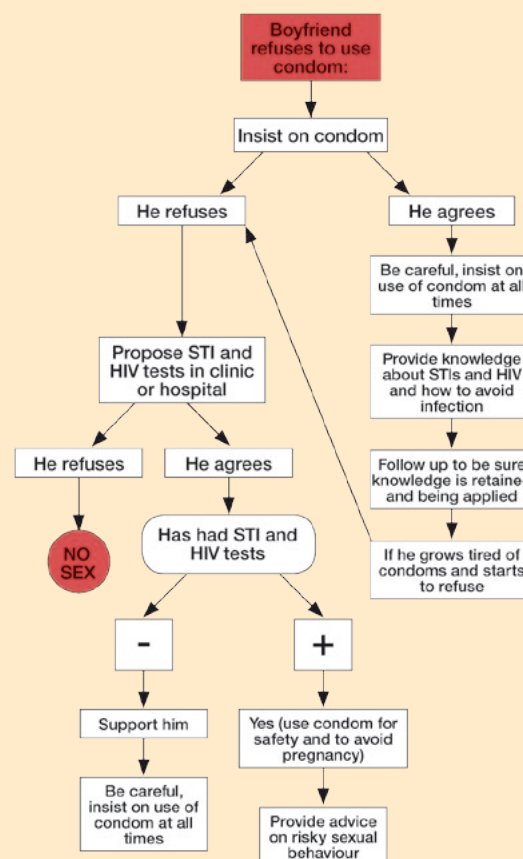 Boyfriend
refuses to use
condom:
Insist on condom
He refuses
He agrees
Be careful, insist on
use of condom at all
times
Propose STI and
HIV tests in clinic
or hospital
Provide knowledge
about STIs and HIV
and how to avoid
infection
He refuses
He agrees
Follow up to be sure
knowledge is retaine
and being applied
NO
SEX
Has had STI and
HIV tests
If he grows tired of
condoms and starts
to refuse
-
+
Support him
Yes (use condom for
safety and to avoid
pregnancy)
Be careful,
insist on use of
condom at all
times
Provide advice
on risky sexual
behaviour